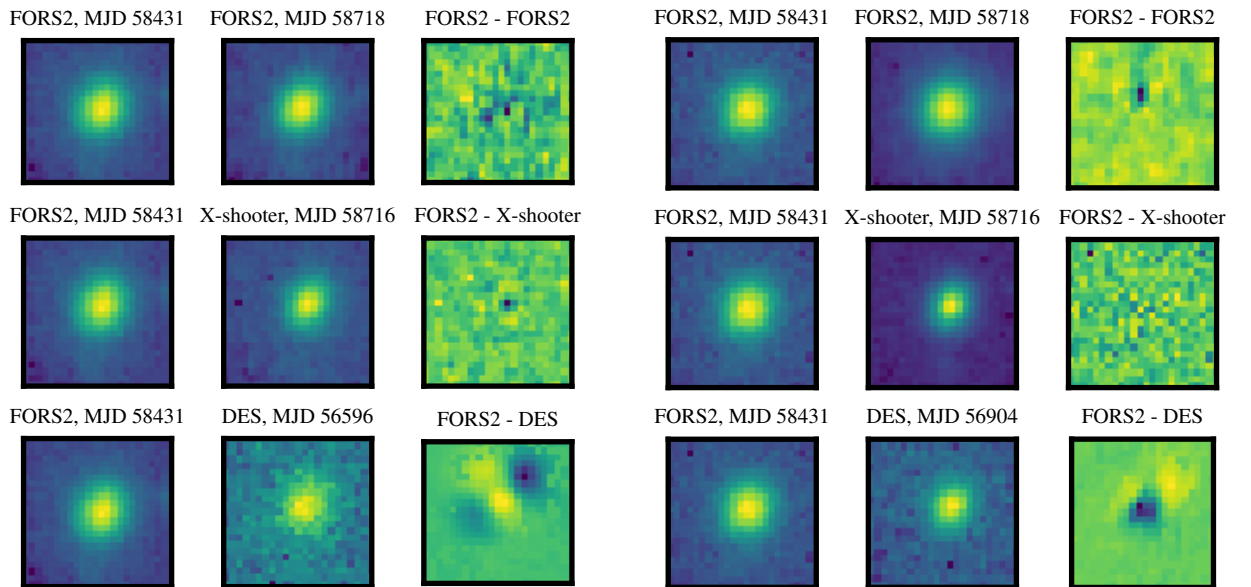 FORS2, MJD 58431 FORS2, MJD 58718 FORS2 - FORS2 FORS2, MJD 58431 FORS2, MJD 58718 FORS2 - FORS2
FORS2, MJD 58431 X-shooter, MJD 58716 FORS2 - X-shooter FORS2, MJD 58431 X-shooter, MJD 58716 FORS2 - X-shooter
FORS2, MJD 58431 DES, MJD 56596 FORS2 - DES FORS2, MJD 58431 DES, MJD 56904 FORS2 - DES